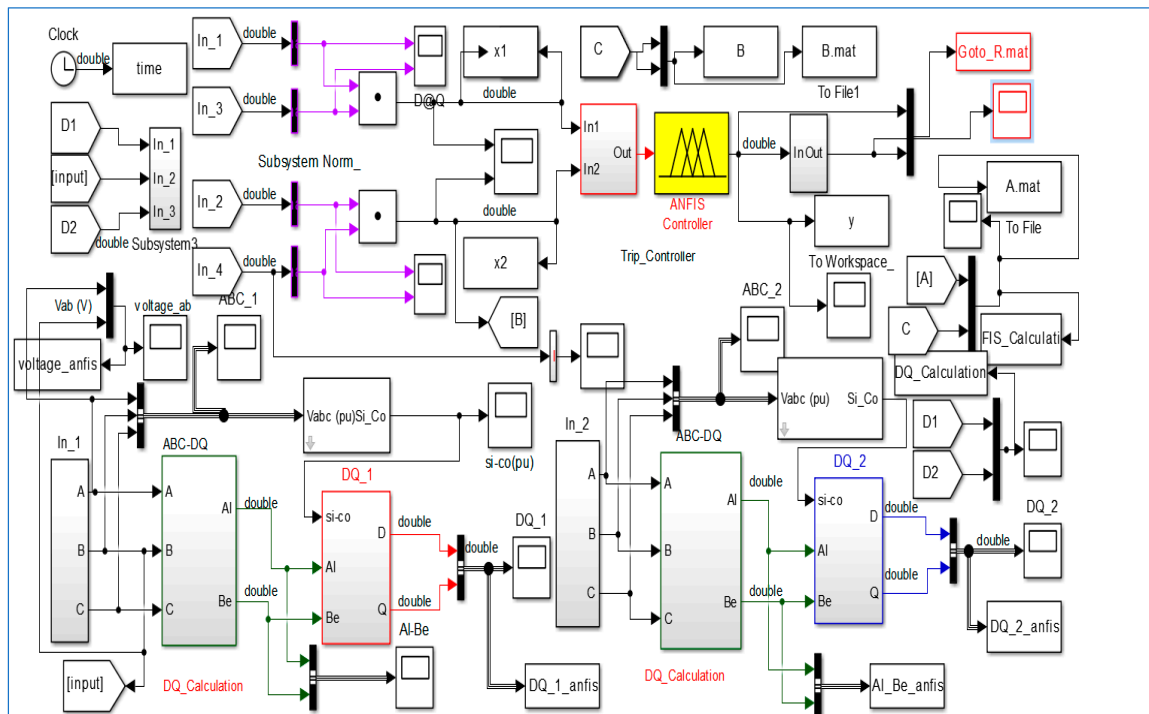 Clock
double
time
In_1
double
In_3
double
D@Q
x1
double
C
B
B.mat
To File1
Goto_R.mat
D1
[input]
D2
double
In_1
In_2
In_3
Subsystem3
Subsystem Norm_
In_2
double
In_4
double
double
x2
[B]
In1
In2
Out
ANFIS
Controller
Trip_Controller
double
In Out
y
To Workspace_
A.mat
To File
[A]
C
FIS_Calculati
DQ_Calculation
Vab (V)
voltage_ab
voltage_anfis
ABC_1
Vabc (pu)
Si_Co
si-co(pu)
ABC_2
Vabc (pu)
Si_Co
D1
D2
In_1
A
B
C
ABC-DQ
A
B
C
Al
Be
double
double
DQ_Calculation
[input]
DQ_1
si-co
Al
Be
D
Q
double
double
double
DQ_1
Al-Be
DQ_1_anfis
In_2
A
B
C
ABC-DQ
A
B
C
Al
Be
double
double
DQ_Calculation
DQ_2
si-co
Al
Be
D
Q
double
double
double
DQ_2
DQ_2_anfis
Al_Be_anfis